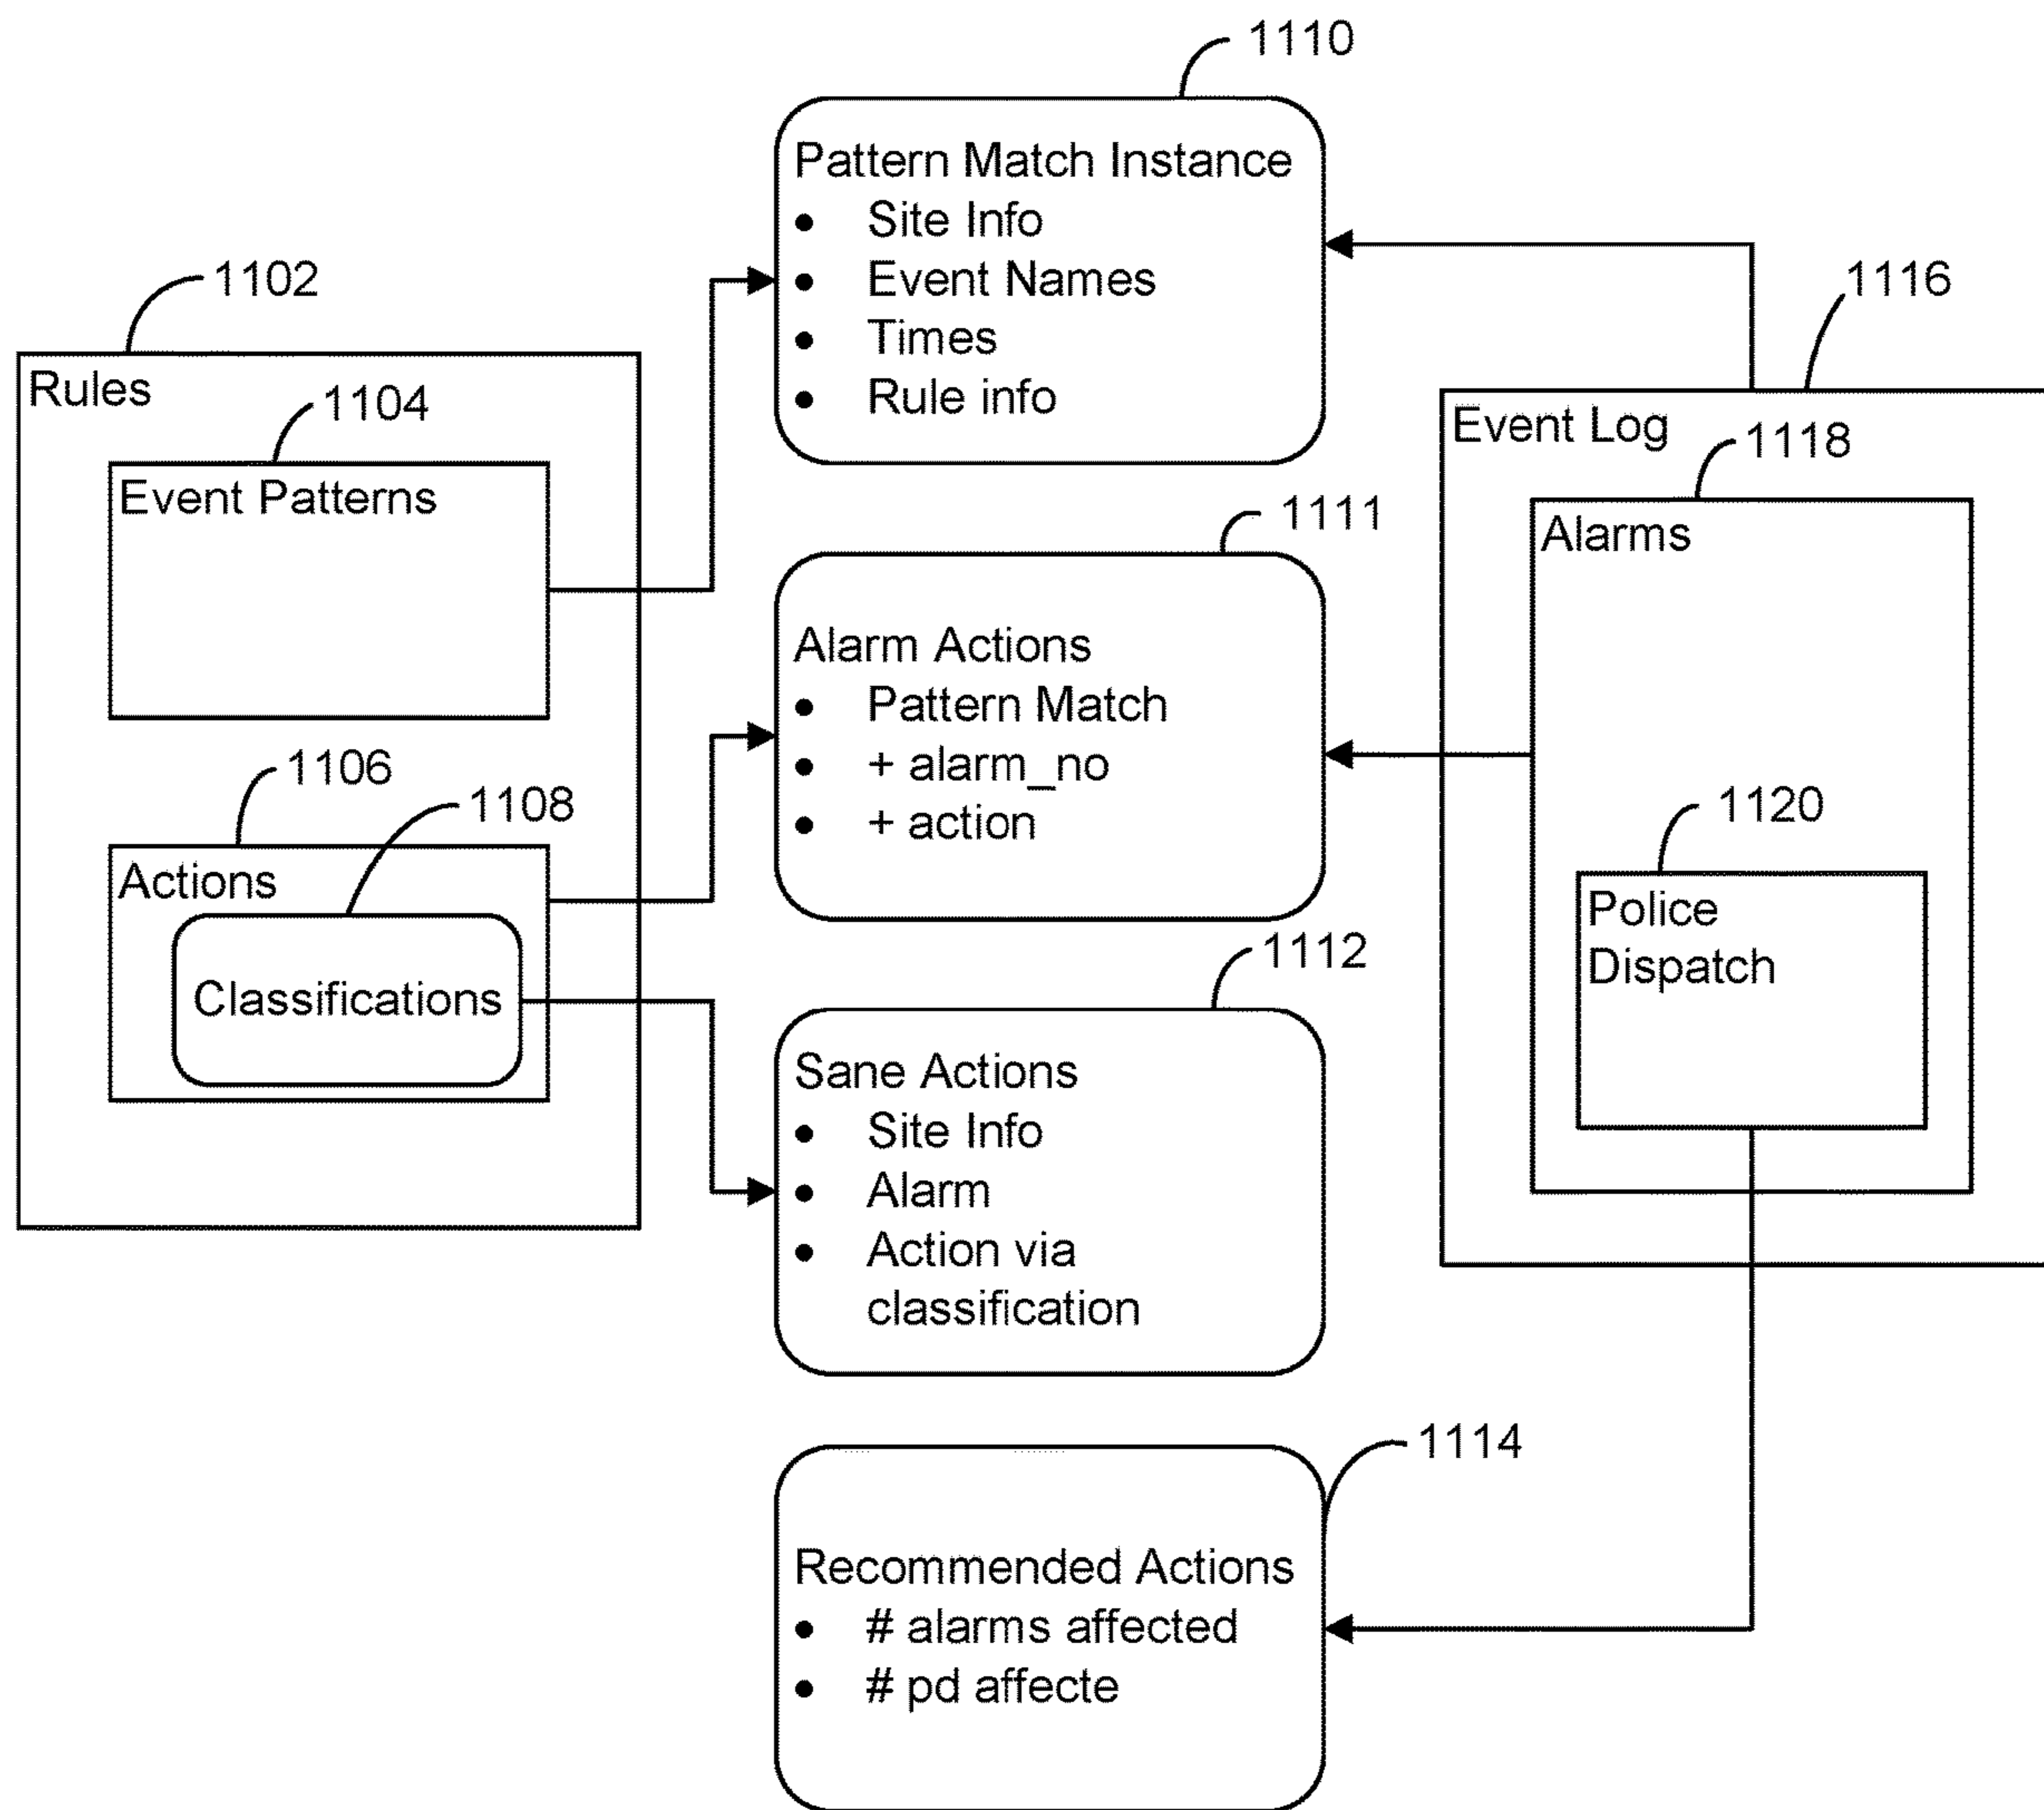 1110
Pattern Match Instance
• Site Info
• Event Names
• Times
• Rule info
1102
Rules
1104
Event Patterns
1106
Actions
1108
Classifications
1111
Alarm Actions
• Pattern Match
• + alarm_no
• + action
1112
Sane Actions
• Site Info
• Alarm
• Action via
classification
1114
Recommended Actions
• # alarms affected
• # pd affecte
1116
Event Log
1118
Alarms
1120
Police
Dispatch